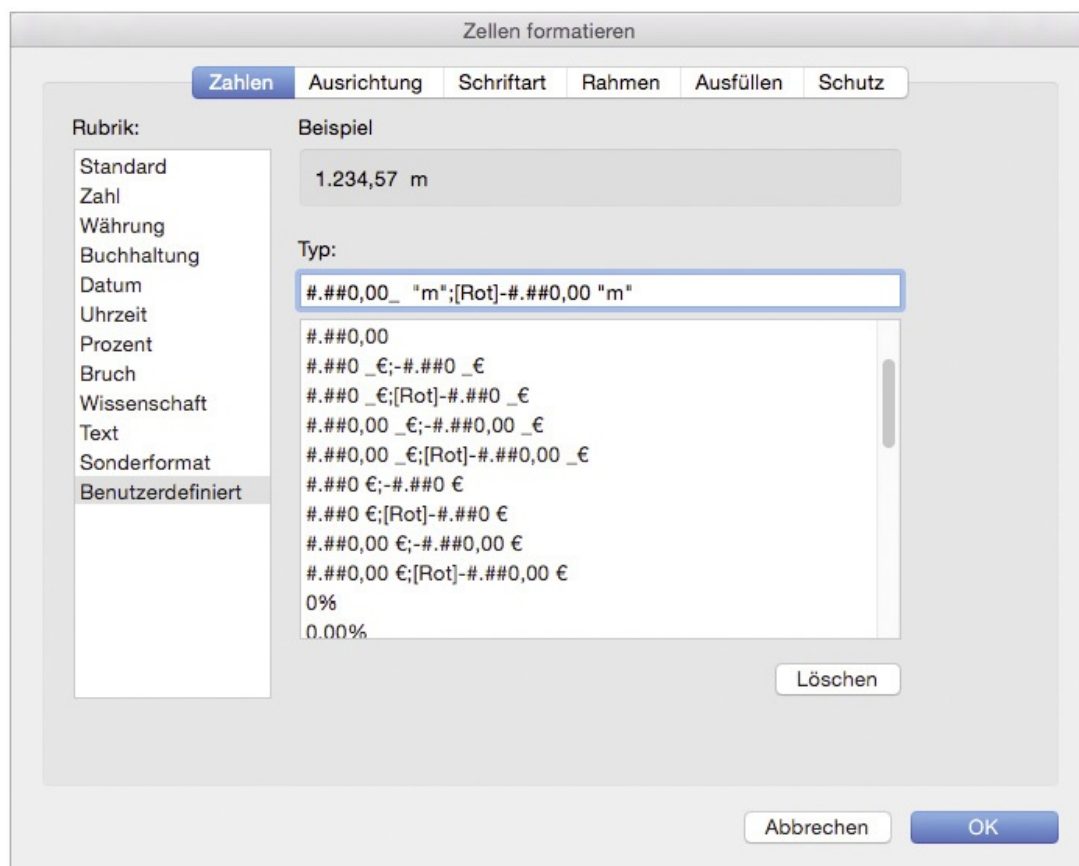 Zellen formatieren
Zahlen Ausrichtung Schriftart Rahmen Ausfüllen Schutz
Rubrik:
Standard
Zahl
Währung
Buchhaltung
Datum
Uhrzeit
Prozent
Bruch
Wissenschaft
Text
Sonderformat
Benutzerdefiniert
Beispiel
1.234,57  m
Typ:
#.##0,00_  "m";[Rot]-#.##0,00 "m"
#.##0,00
#.##0 _€;-#.##0 _€
#.##0 _€;[Rot]-#.##0 _€
#.##0,00 _€;-#.##0,00 _€
#.##0,00 _€;[Rot]-#.##0,00 _€
#.##0 €;-#.##0 €
#.##0 €;[Rot]-#.##0 €
#.##0,00 €;-#.##0,00 €
#.##0,00 €;[Rot]-#.##0,00 €
0%
0.00%
Löschen
Abbrechen OK